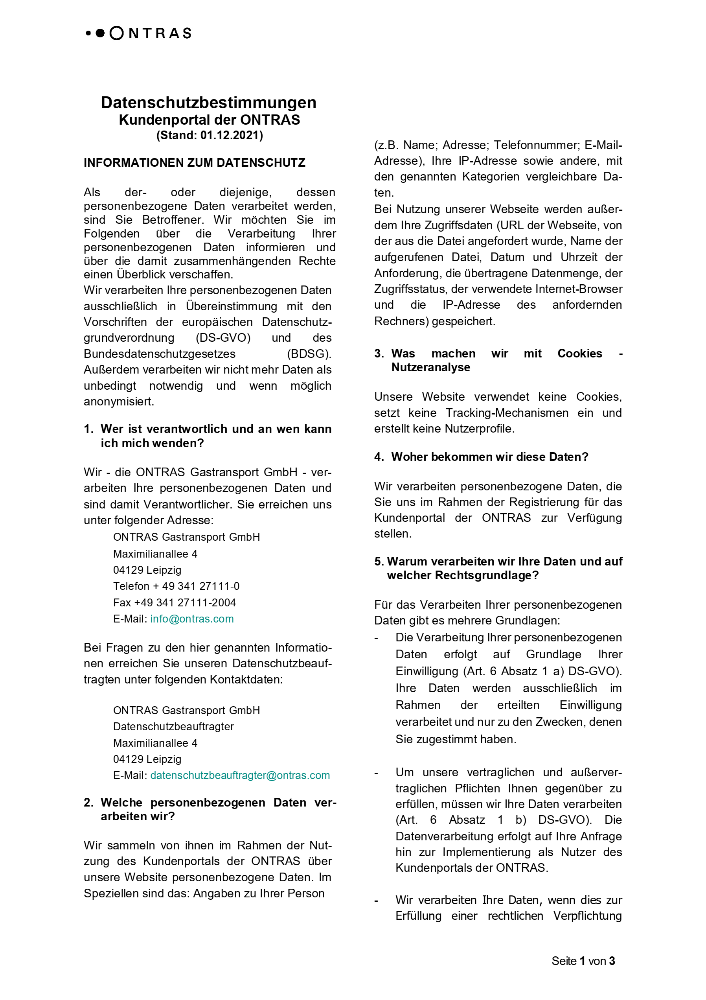 ONTRAS
Datenschutzbestimmungen
Kundenportal der ONTRAS
(Stand: 01.12.2021)
INFORMATIONEN ZUM DATENSCHUTZ
Als der- oder diejenige, dessen
personenbezogene Daten verarbeitet werden,
sind Sie Betroffener. Wir möchten Sie im
Folgenden über die Verarbeitung Ihrer
personenbezogenen Daten informieren und
über die damit zusammenhängenden Rechte
einen Überblick verschaffen.
Wir verarbeiten Ihre personenbezogenen Daten
ausschließlich in Übereinstimmung mit den
Vorschriften der europäischen Datenschutz-
grundverordnung (DS-GVO) und des
Bundesdatenschutzgesetzes (BDSG).
Außerdem verarbeiten wir nicht mehr Daten als
unbedingt notwendig und wenn möglich
anonymisiert.
1. Wer ist verantwortlich und an wen kann
ich mich wenden?
Wir - die ONTRAS Gastransport GmbH - ver-
arbeiten Ihre personenbezogenen Daten und
sind damit Verantwortlicher. Sie erreichen uns
unter folgender Adresse:
ONTRAS Gastransport GmbH
Maximilianallee 4
04129 Leipzig
Telefon + 49 341 27111-0
Fax +49 341 27111-2004
E-Mail: info@ontras.com
Bei Fragen zu den hier genannten Informatio-
nen erreichen Sie unseren Datenschutzbeauf-
tragten unter folgenden Kontaktdaten:
ONTRAS Gastransport GmbH
Datenschutzbeauftragter
Maximilianallee 4
04129 Leipzig
E-Mail: datenschutzbeauftragter@ontras.com
2. Welche personenbezogenen Daten ver-
arbeiten wir?
Wir sammeln von ihnen im Rahmen der Nut-
zung des Kundenportals der ONTRAS über
unsere Website personenbezogene Daten. Im
Speziellen sind das: Angaben zu Ihrer Person
(z.B. Name; Adresse; Telefonnummer; E-Mail-
Adresse), Ihre IP-Adresse sowie andere, mit
den genannten Kategorien vergleichbare Da-
ten.
Bei Nutzung unserer Webseite werden außer-
dem Ihre Zugriffsdaten (URL der Webseite, von
der aus die Datei angefordert wurde, Name der
aufgerufenen Datei, Datum und Uhrzeit der
Anforderung, die übertragene Datenmenge, der
Zugriffsstatus, der verwendete Internet-Browser
und die IP-Adresse des anfordernden
Rechners) gespeichert.
3. Was machen wir mit Cookies -
Nutzeranalyse
Unsere Website verwendet keine Cookies,
setzt keine Tracking-Mechanismen ein und
erstellt keine Nutzerprofile.
4. Woher bekommen wir diese Daten?
Wir verarbeiten personenbezogene Daten, die
Sie uns im Rahmen der Registrierung für das
Kundenportal der ONTRAS zur Verfügung
stellen.
5. Warum verarbeiten wir Ihre Daten und auf
welcher Rechtsgrundlage?
Für das Verarbeiten Ihrer personenbezogenen
Daten gibt es mehrere Grundlagen:
- Die Verarbeitung Ihrer personenbezogenen
Daten erfolgt auf Grundlage Ihrer
Einwilligung (Art. 6 Absatz 1 a) DS-GVO).
Ihre Daten werden ausschließlich im
Rahmen der erteilten Einwilligung
verarbeitet und nur zu den Zwecken, denen
Sie zugestimmt haben.
- Um unsere vertraglichen und außerver-
traglichen Pflichten Ihnen gegenüber zu
erfüllen, müssen wir Ihre Daten verarbeiten
(Art. 6 Absatz 1 b) DS-GVO). Die
Datenverarbeitung erfolgt auf Ihre Anfrage
hin zur Implementierung als Nutzer des
Kundenportals der ONTRAS.
- Wir verarbeiten Ihre Daten, wenn dies zur
Erfüllung einer rechtlichen Verpflichtung
Seite 1 von 3